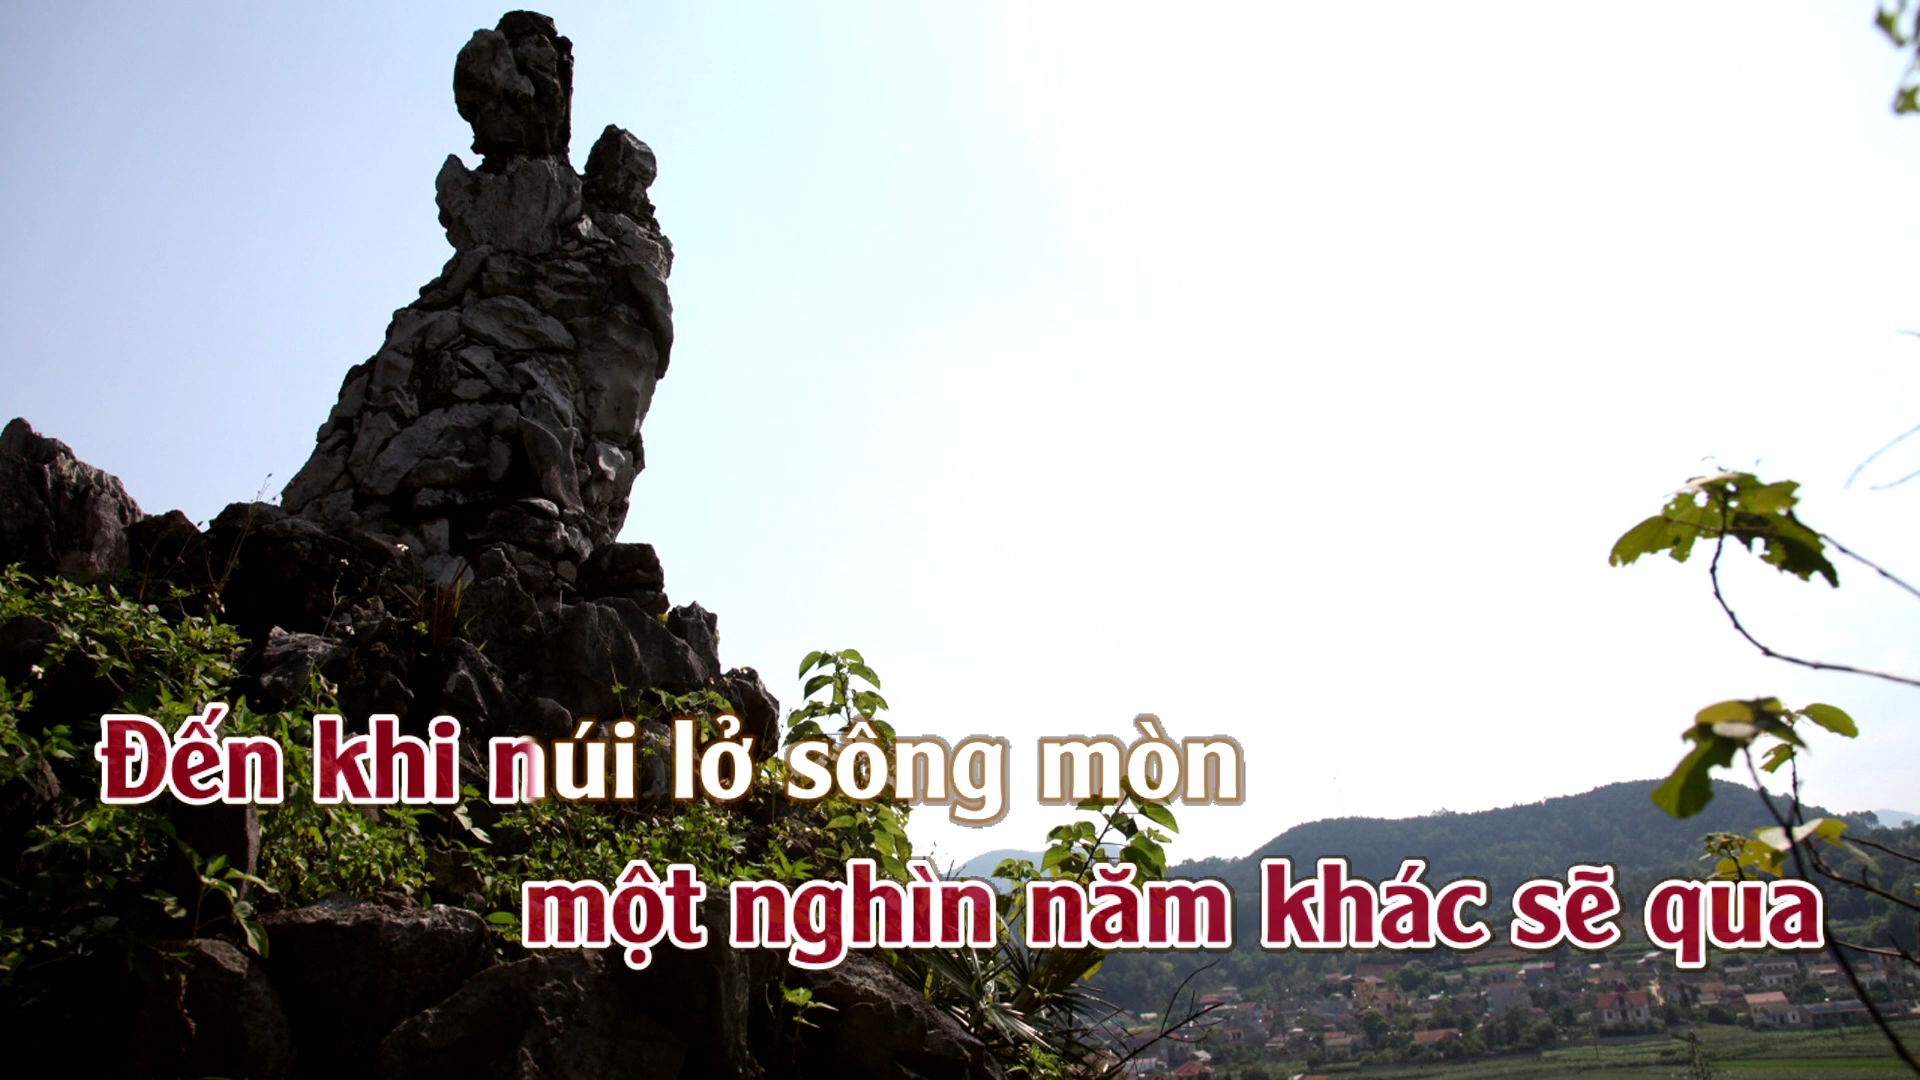 Đến khi núi lở sông mòn
một nghìn năm khác sẽ qua